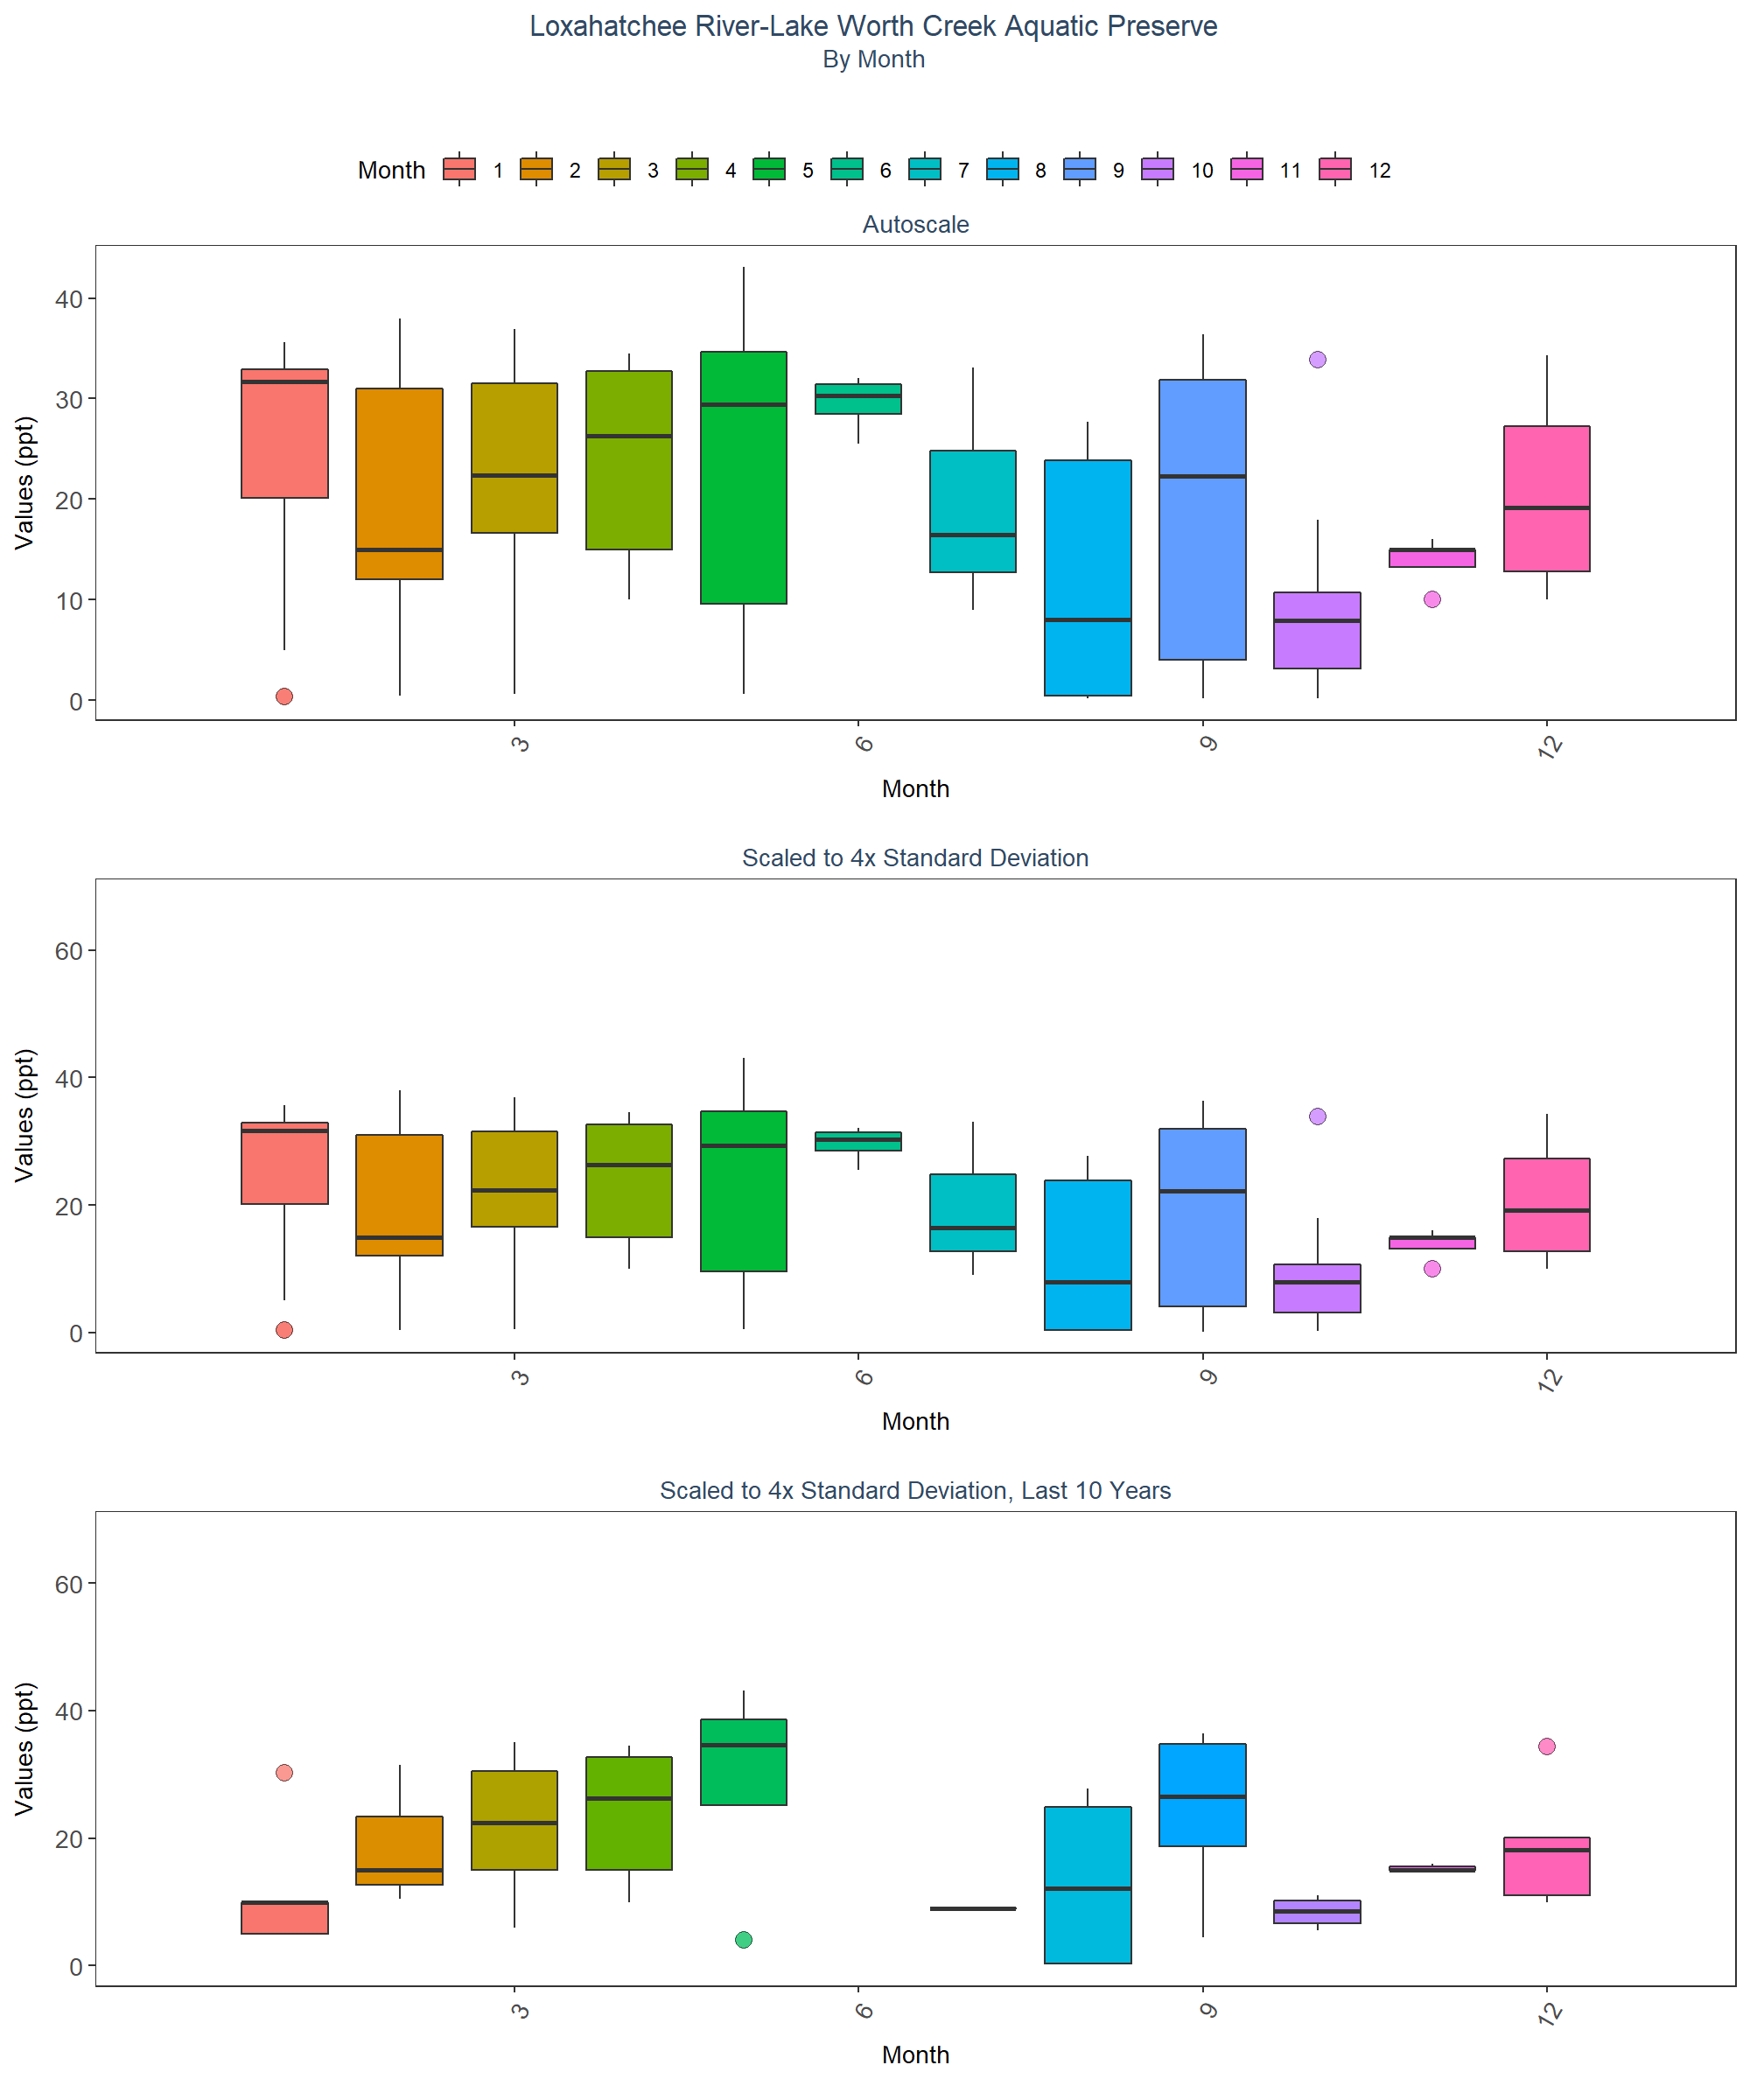 Loxahatchee River-Lake Worth Creek Aquatic Preserve
By Month
Month 1 2 3 4 5 6 7 8 9 10 11 12
Autoscale
Values (ppt)
40
30
20
10
0
3 6 9 12
Month
Scaled to 4x Standard Deviation
Values (ppt)
60
40
20
0
3 6 9 12
Month
Scaled to 4x Standard Deviation, Last 10 Years
Values (ppt)
60
40
20
0
3 6 9 12
Month